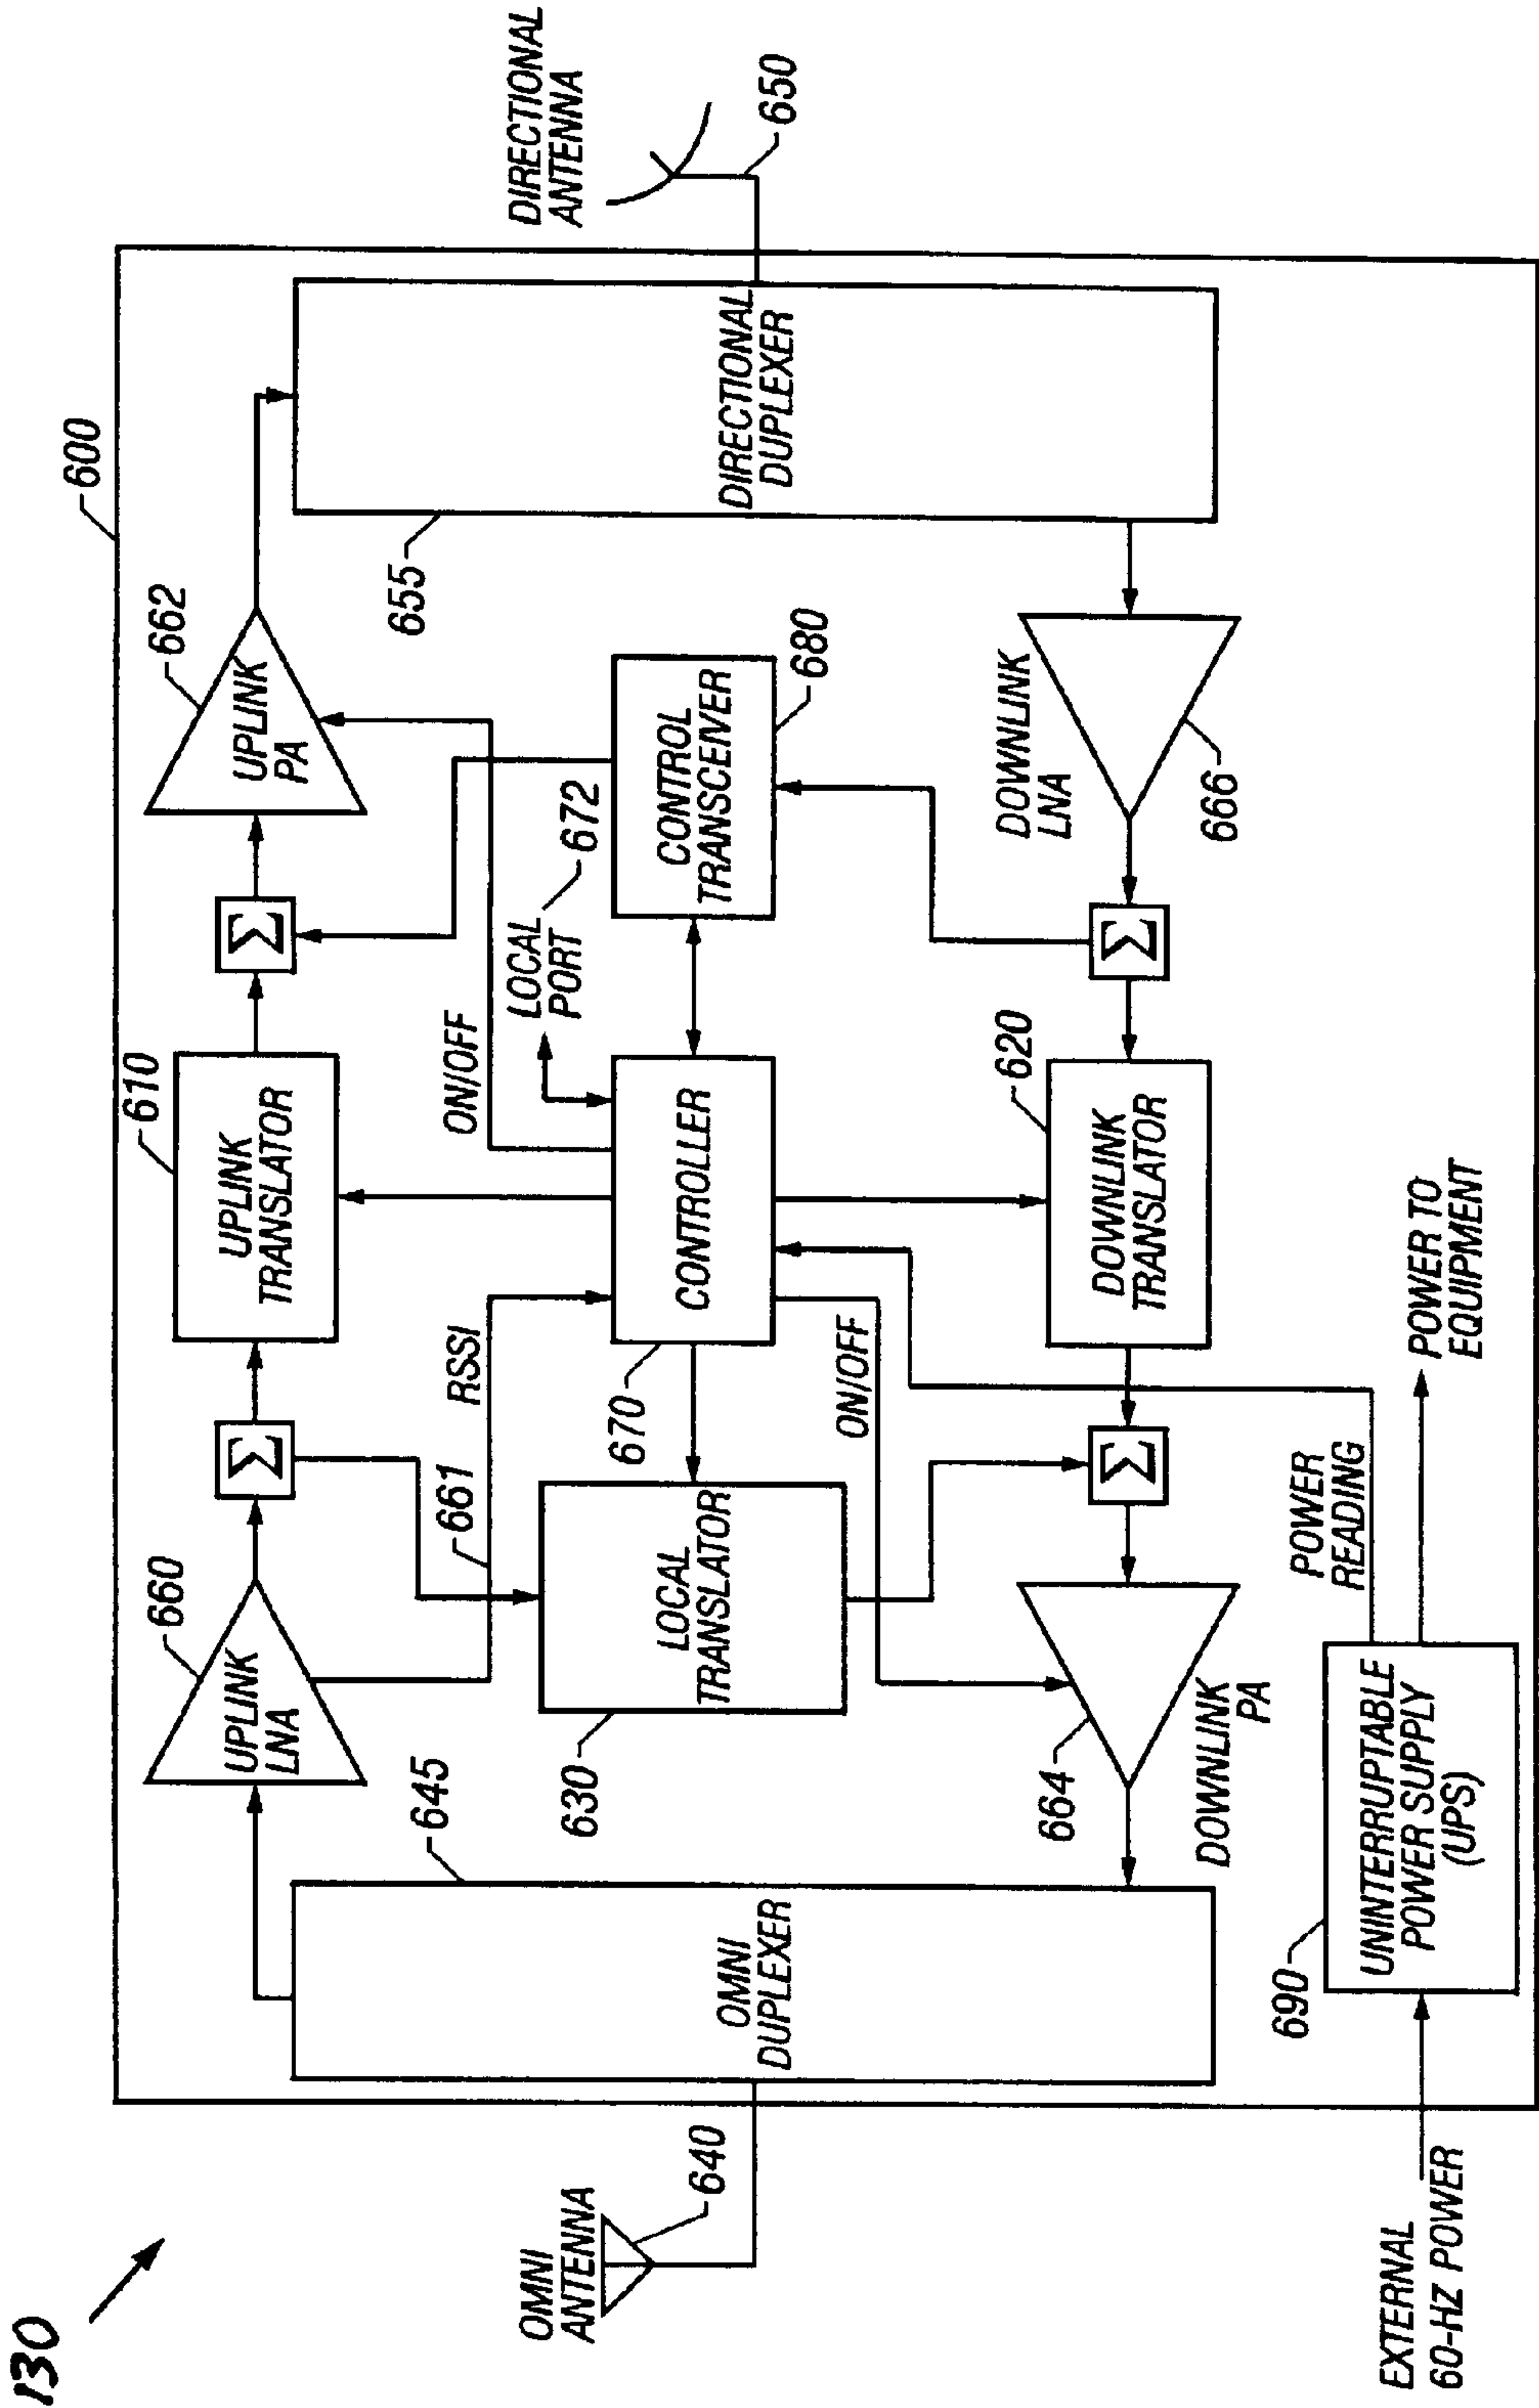 130
600
OMNI
ANTENNA
640
OMNI
DUPLEXER
645
UPLINK
LNA
660
661
RSSI
UPLINK
TRANSLATOR
610
ON/OFF
UPLINK
PA
662
655
DIRECTIONAL
DUPLEXER
DIRECTIONAL
ANTENNA
650
LOCAL
TRANSLATOR
630
CONTROLLER
670
LOCAL
PORT
672
CONTROL
TRANSCEIVER
680
ON/OFF
664
DOWNLINK
PA
DOWNLINK
TRANSLATOR
620
DOWNLINK
LNA
666
Σ
Σ
Σ
Σ
EXTERNAL
60-HZ POWER
690
UNINTERRUPTABLE
POWER SUPPLY
(UPS)
POWER
READING
POWER TO
EQUIPMENT